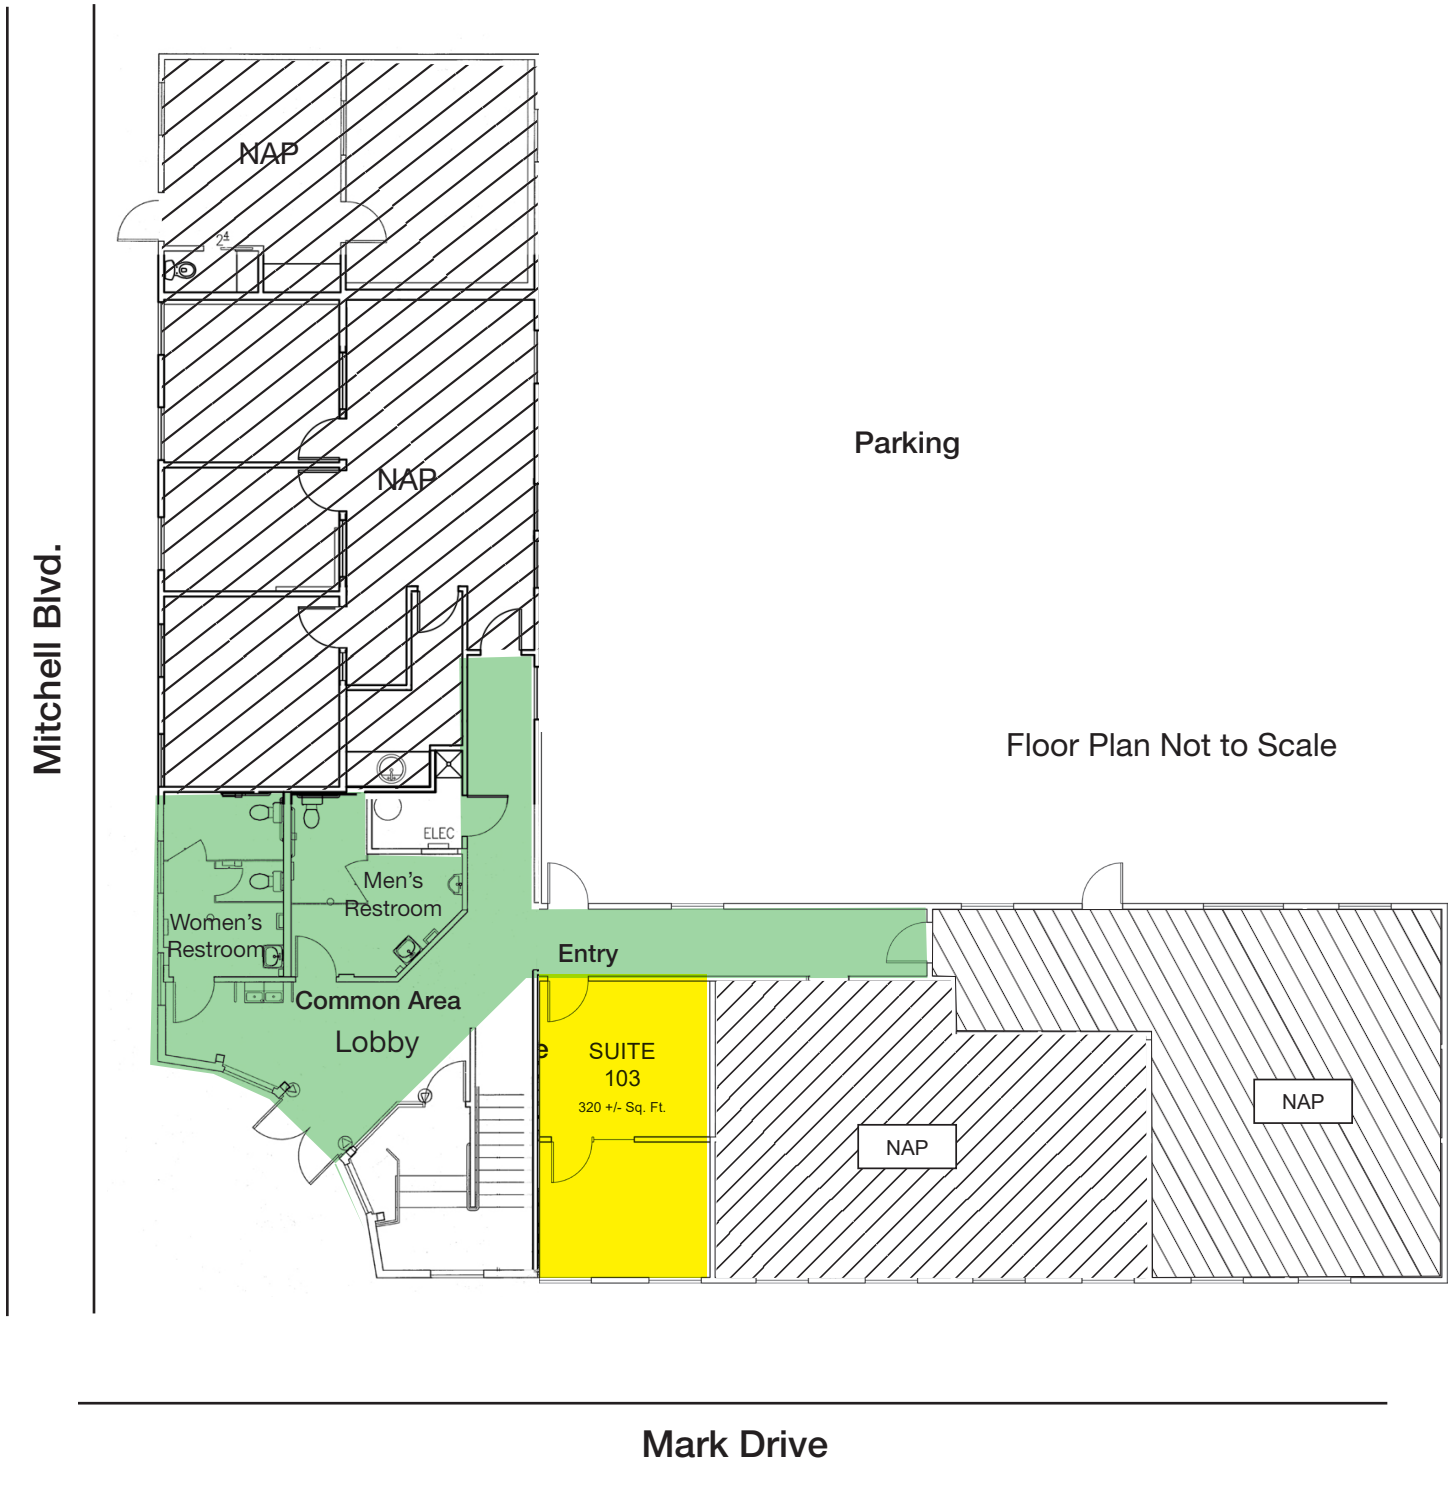 NAP
2⁴
NAP
Parking
Mitchell Blvd.
Floor Plan Not to Scale
ELEC
Men's
Restroom
Women's
Restroom
Entry
Common Area
Lobby
e
SUITE
103
320 +/- Sq. Ft.
NAP
NAP
Mark Drive